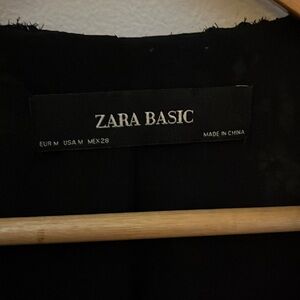 ZARA BASIC
EUR M USA M MEX 28 MADE IN CHINA